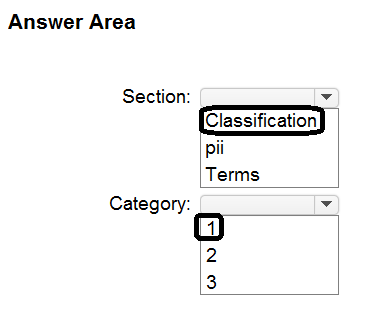 Answer Area
Section:
Classification
pii
Terms
Category:
1
2
3